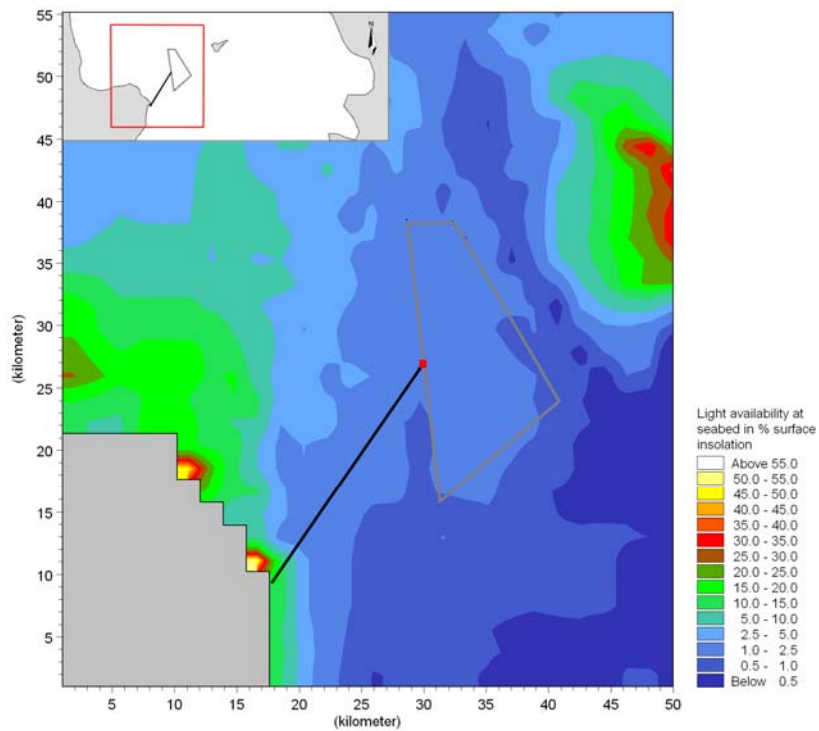 N
55
50
45
40
35
30
25
20
15
10
5
(kilometer)
5 10 15 20 25 30 35 40 45 50
(kilometer)
Light availability at
seabed in % surface
insolation
Above 55.0
50.0 - 55.0
45.0 - 50.0
40.0 - 45.0
35.0 - 40.0
30.0 - 35.0
25.0 - 30.0
20.0 - 25.0
15.0 - 20.0
10.0 - 15.0
5.0 - 10.0
2.5 - 5.0
1.0 - 2.5
0.5 - 1.0
Below 0.5